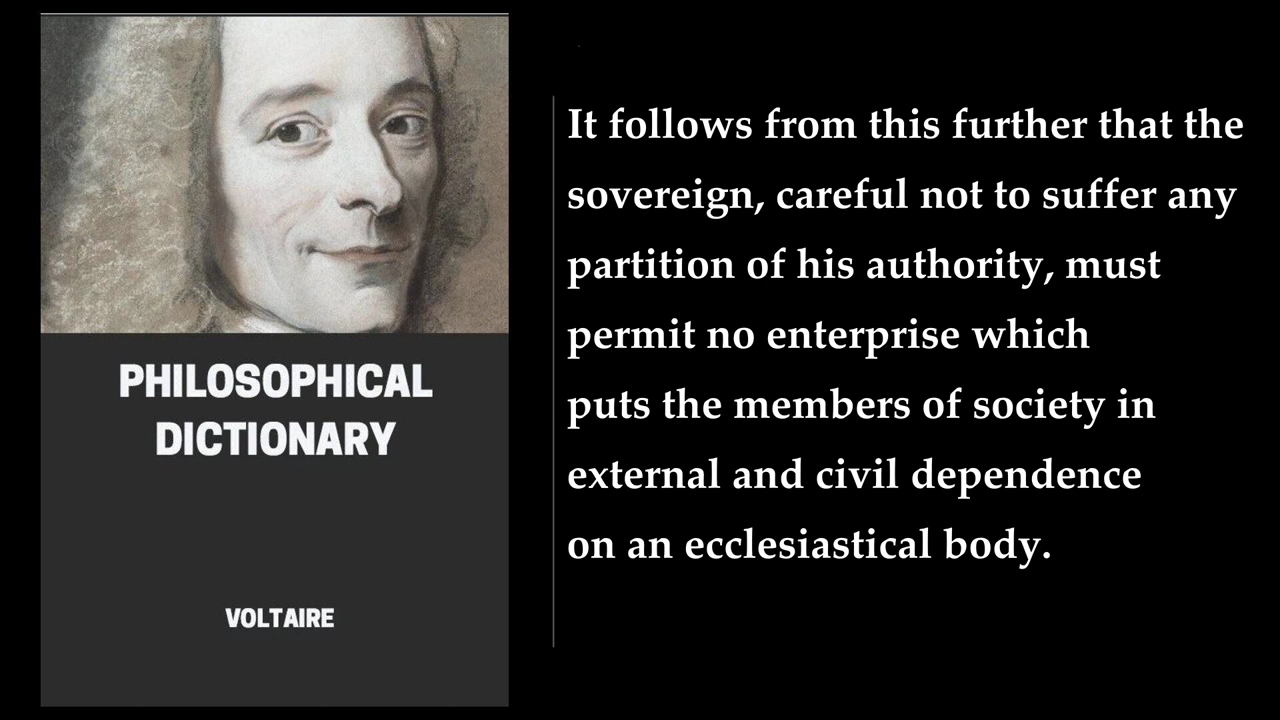 PHILOSOPHICAL
DICTIONARY
VOLTAIRE
It follows from this further that the
sovereign, careful not to suffer any
partition of his authority, must
permit no enterprise which
puts the members of society in
external and civil dependence
on an ecclesiastical body.